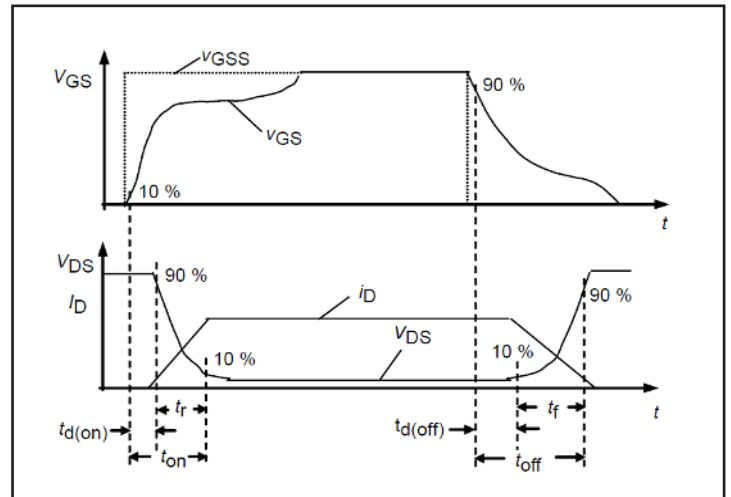 vGSS
VGS
90 %
vGS
10 %
t
VDS
90 %
ID
iD
90 %
VDS
10 %
10 %
tr
tf
t
td(on)
td(off)
ton
toff